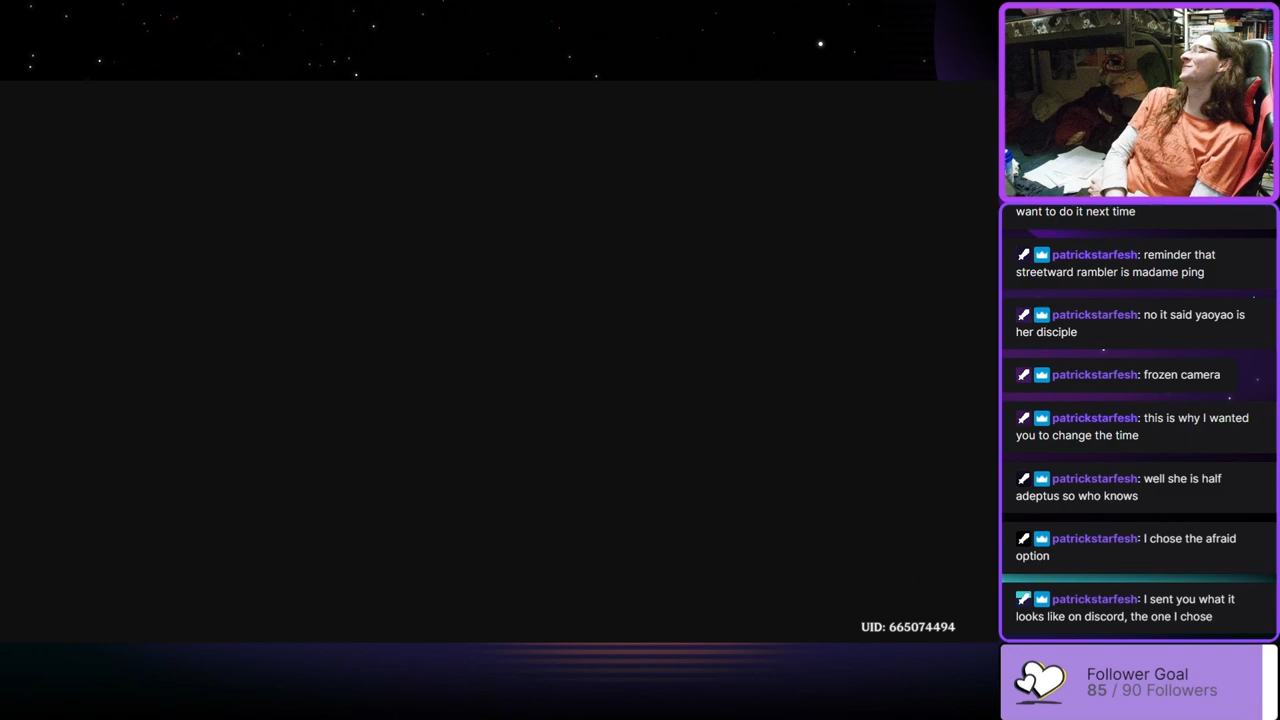 want to do it next time
patrickstarfesh: reminder that
streetward rambler is madame ping
patrickstarfesh: no it said yaoyao is
her disciple
patrickstarfesh: frozen camera
patrickstarfesh: this is why I wanted
you to change the time
patrickstarfesh: well she is half
adeptus so who knows
patrickstarfesh: I chose the afraid
option
patrickstarfesh: I sent you what it
looks like on discord, the one I chose
UID: 665074494
Follower Goal
85 / 90 Followers